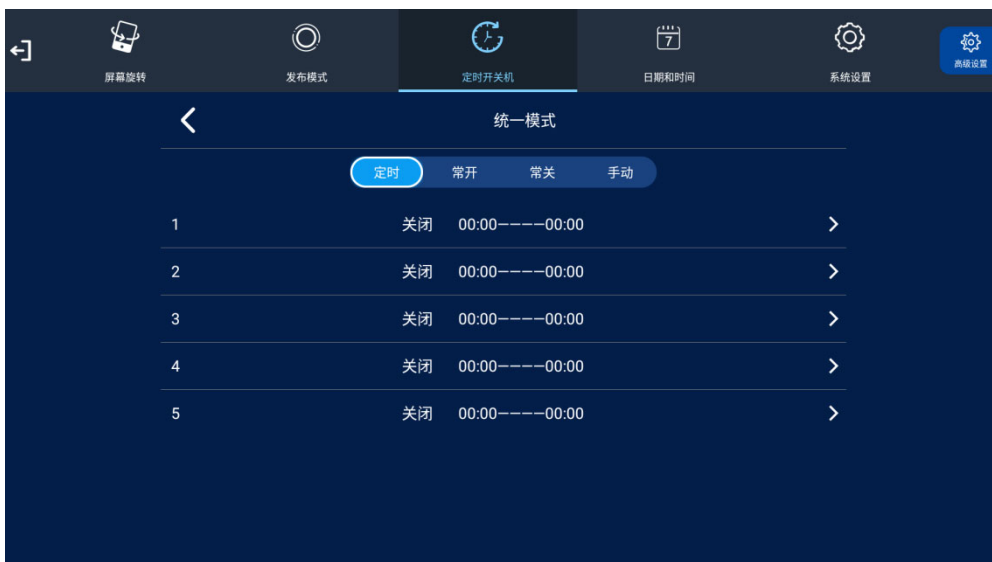 屏幕旋转 发布模式 定时开关机 7 日期和时间 系统设置 高级设置
统一模式
定时 常开 常关 手动
1 关闭 00:00————00:00
2 关闭 00:00————00:00
3 关闭 00:00————00:00
4 关闭 00:00————00:00
5 关闭 00:00————00:00